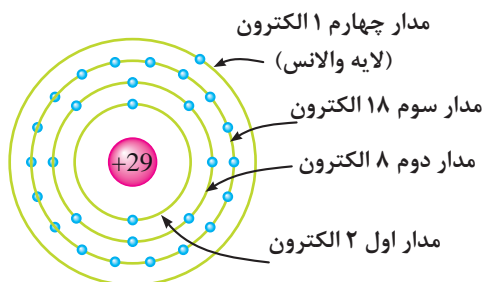 مدار چهارم ۱ الکترون
(لایه والانس)
مدار سوم ۱۸ الکترون
مدار دوم ۸ الکترون
+29
مدار اول ۲ الکترون